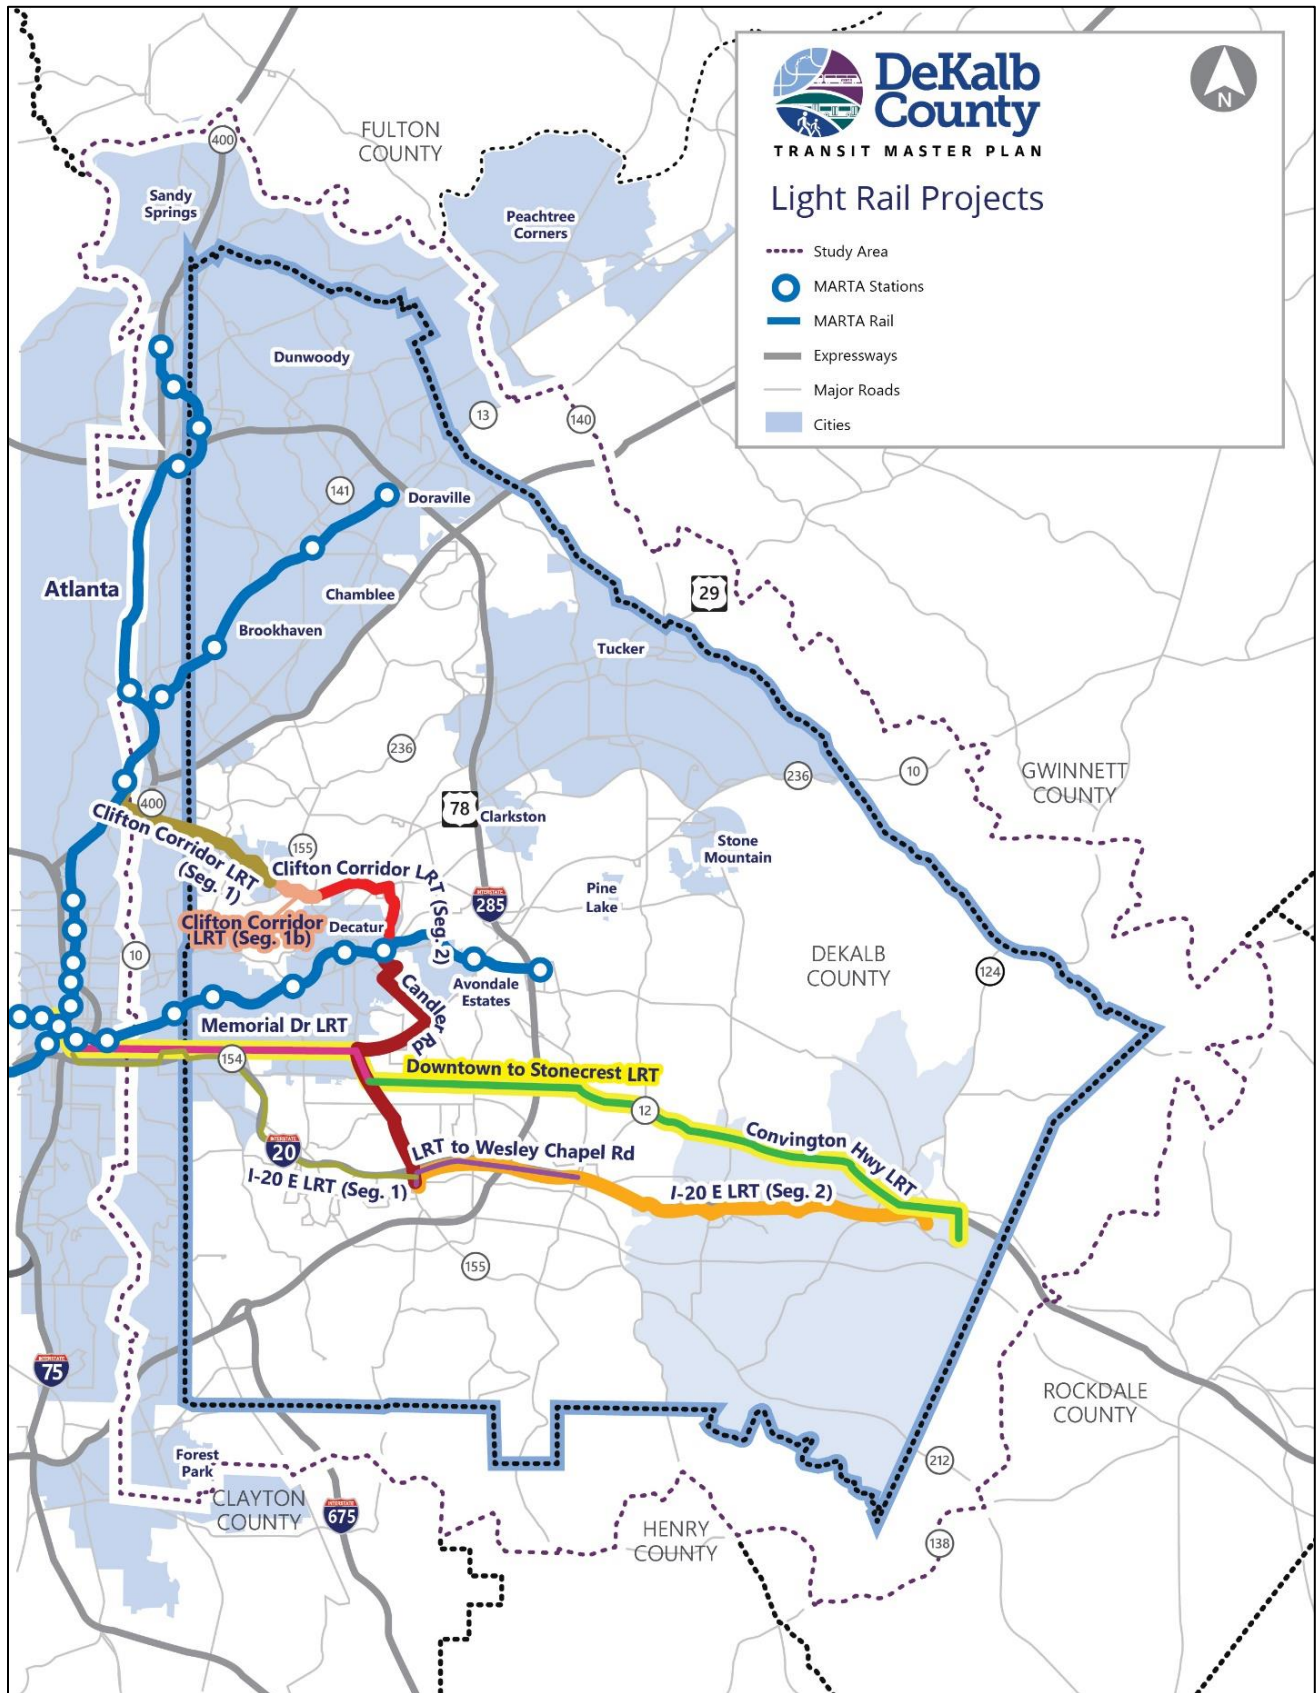 DeKalb
County
TRANSIT MASTER PLAN
N
Light Rail Projects
Study Area
MARTA Stations
MARTA Rail
Expressways
Major Roads
Cities
FULTON
COUNTY
400
Sandy
Springs
Peachtree
Corners
Dunwoody
13
140
141
Doraville
Atlanta
Chamblee
29
Brookhaven
Tucker
236
236
10
GWINNETT
COUNTY
400
78
Clarkston
Clifton Corridor LRT
(Seg. 1)
155
Stone
Mountain
Clifton Corridor LRT (Seg. 2)
Pine
Lake
INTERSTATE
285
Clifton Corridor
LRT (Seg. 1b)
Decatur
10
DEKALB
COUNTY
124
Avondale
Estates
Candler
Rd
Memorial Dr LRT
154
Downtown to Stonecrest LRT
12
INTERSTATE
20
Convington Hwy LRT
LRT to Wesley Chapel Rd
I-20 E LRT (Seg. 1)
I-20 E LRT (Seg. 2)
155
INTERSTATE
75
ROCKDALE
COUNTY
Forest
Park
212
CLAYTON
COUNTY
INTERSTATE
675
HENRY
COUNTY
138